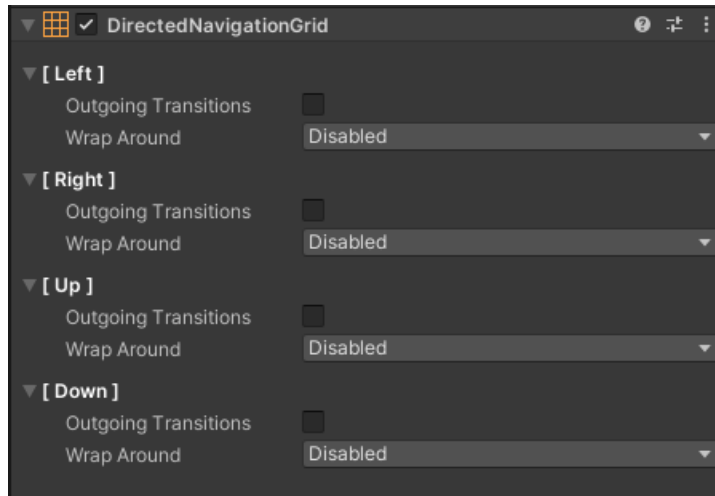 DirectedNavigationGrid
[ Left ]
Outgoing Transitions
Wrap Around Disabled
[ Right ]
Outgoing Transitions
Wrap Around Disabled
[ Up ]
Outgoing Transitions
Wrap Around Disabled
[ Down ]
Outgoing Transitions
Wrap Around Disabled